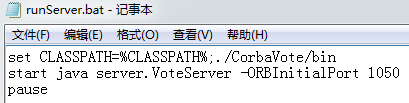 runServer.bat - 记事本
文件(F) 编辑(E) 格式(O) 查看(V) 帮助(H)
set CLASSPATH=%CLASSPATH%;./CorbaVote/bin
start java server.VoteServer -ORBInitialPort 1050
pause